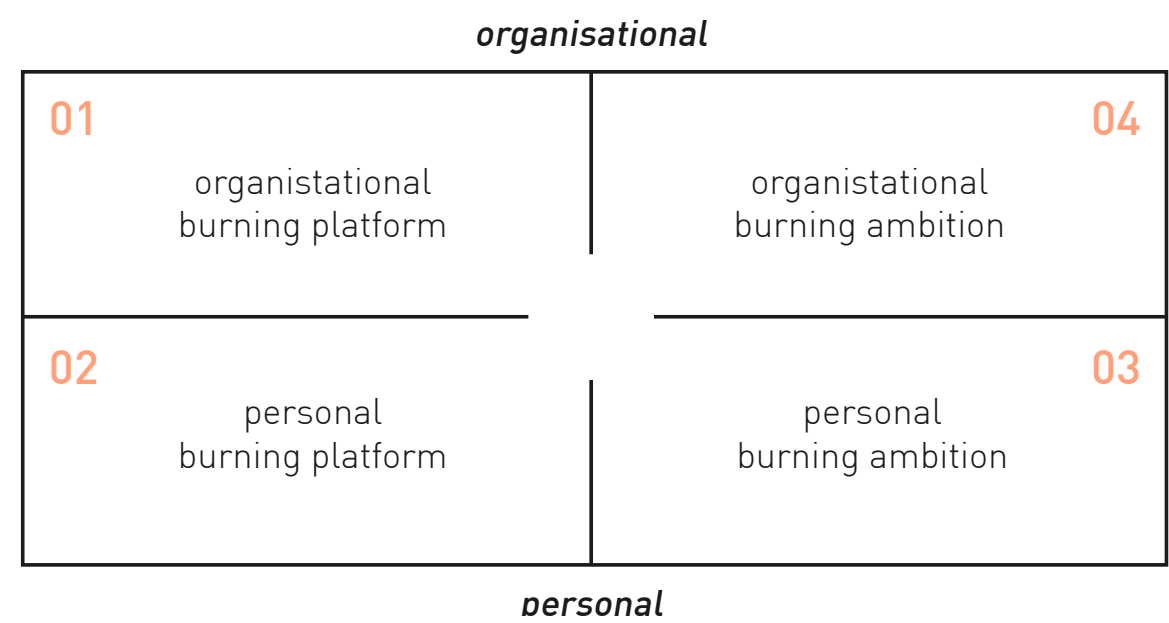 organisational
01
organistational
burning platform
04
organistational
burning ambition
02
personal
burning platform
03
personal
burning ambition
personal